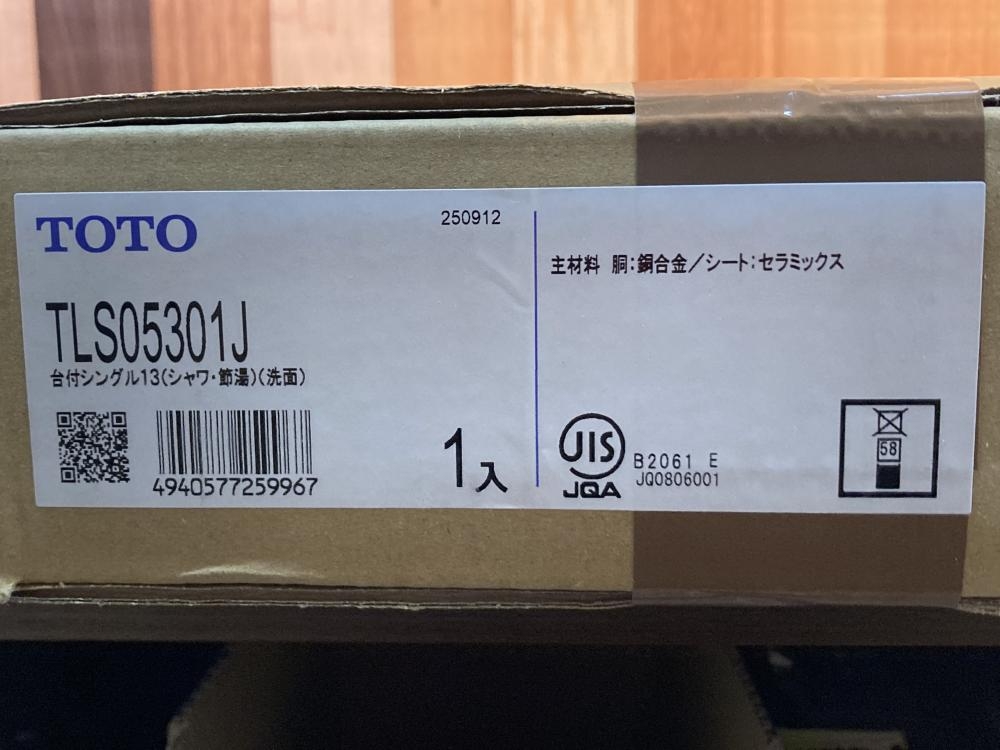 TOTO
250912
TLS05301J
台付シングル13(シャワ・節湯)(洗面)
4940577259967
1入
主材料 胴:銅合金/シート:セラミックス
JIS
JQA
B2061 E
JQ0806001
58